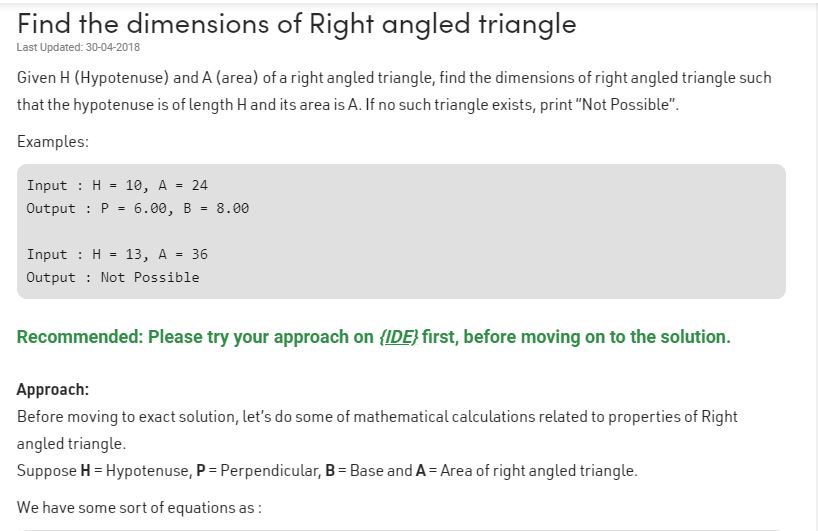 Find the dimensions of Right angled triangle
Last Updated: 30-04-2018
Given H (Hypotenuse) and A (area) of a right angled triangle, find the dimensions of right angled triangle such
that the hypotenuse is of length H and its area is A. If no such triangle exists, print “Not Possible”.
Examples:
Input : H = 10, A = 24
Output : P = 6.00, B = 8.00
Input : H = 13, A = 36
Output : Not Possible
Recommended: Please try your approach on {IDE} first, before moving on to the solution.
Approach:
Before moving to exact solution, let’s do some of mathematical calculations related to properties of Right
angled triangle.
Suppose H = Hypotenuse, P = Perpendicular, B = Base and A = Area of right angled triangle.
We have some sort of equations as :